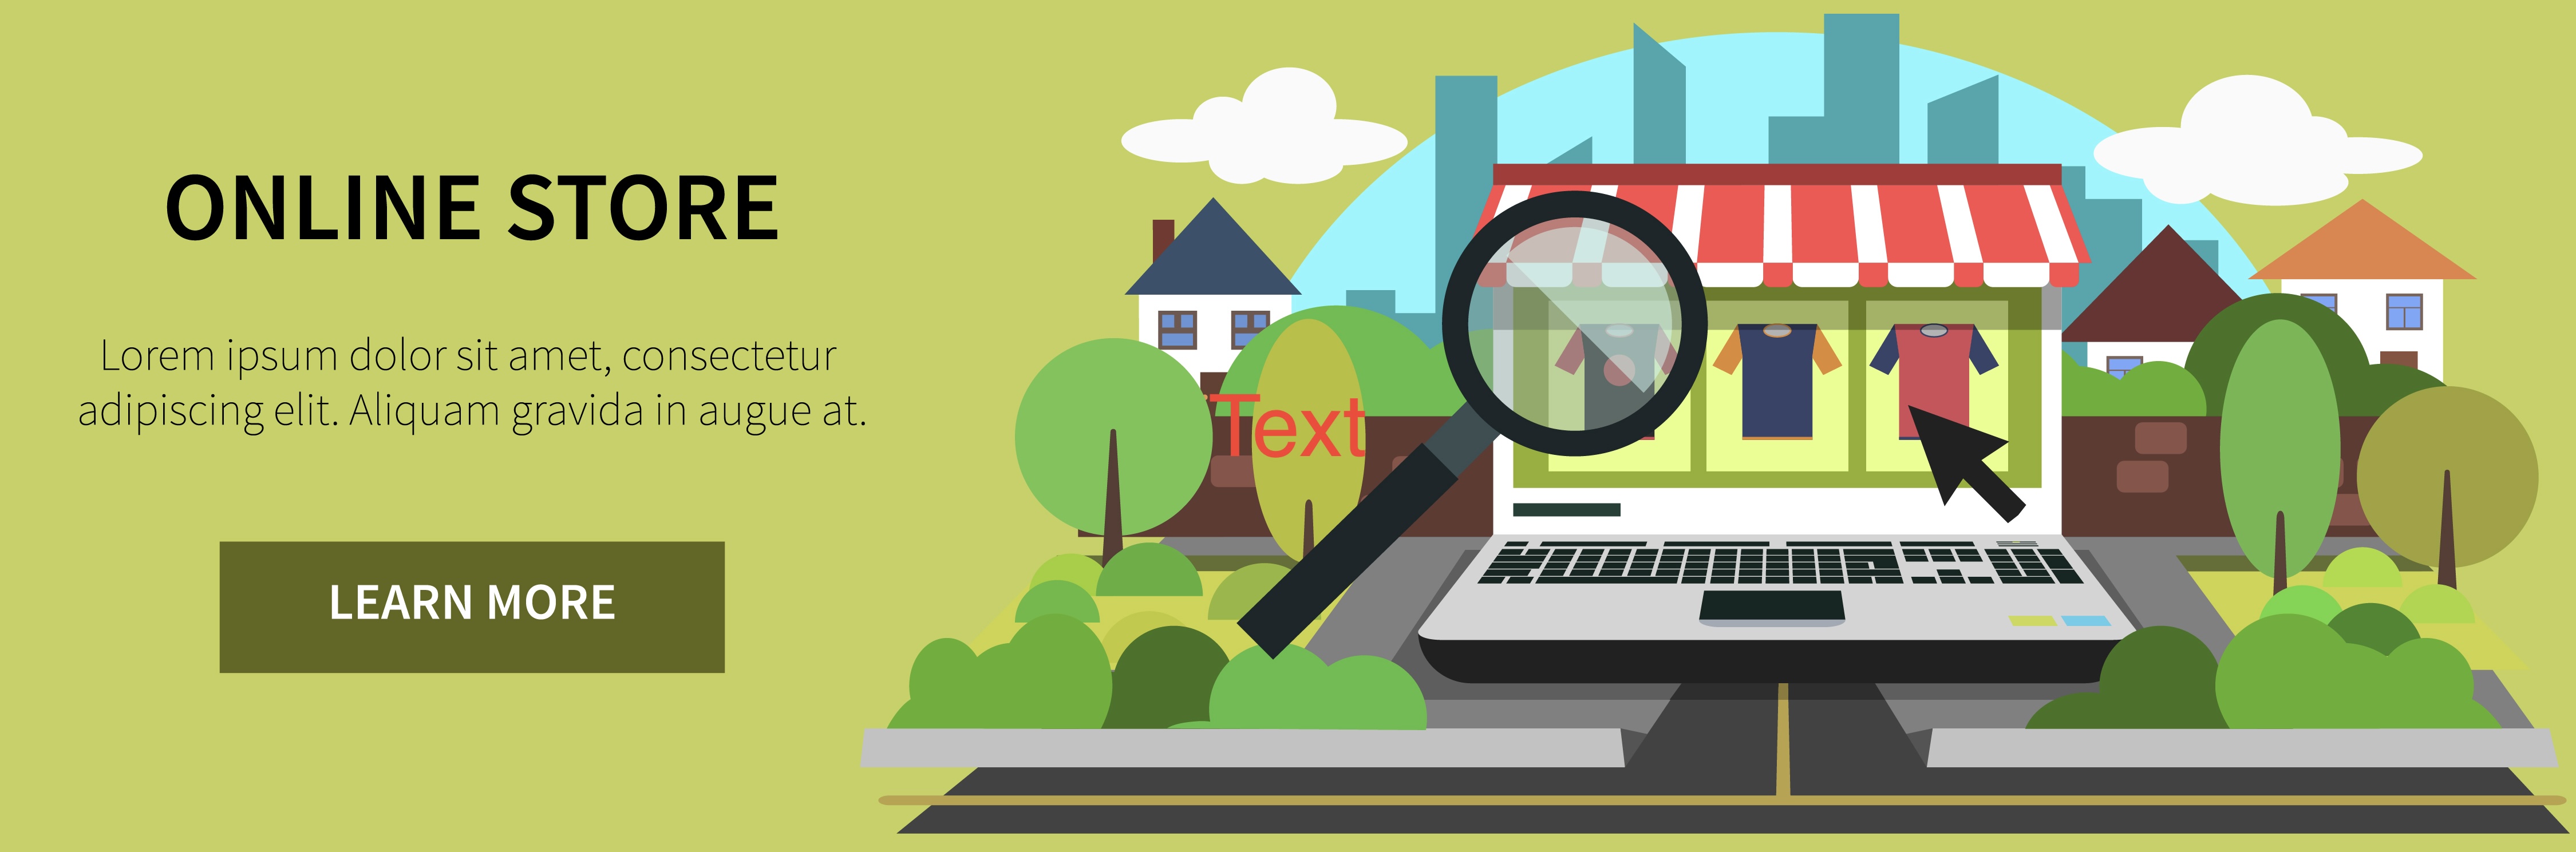 ONLINE STORE
Lorem ipsum dolor sit amet, consectetur
adipiscing elit. Aliquam gravida in augue at.
Text
LEARN MORE